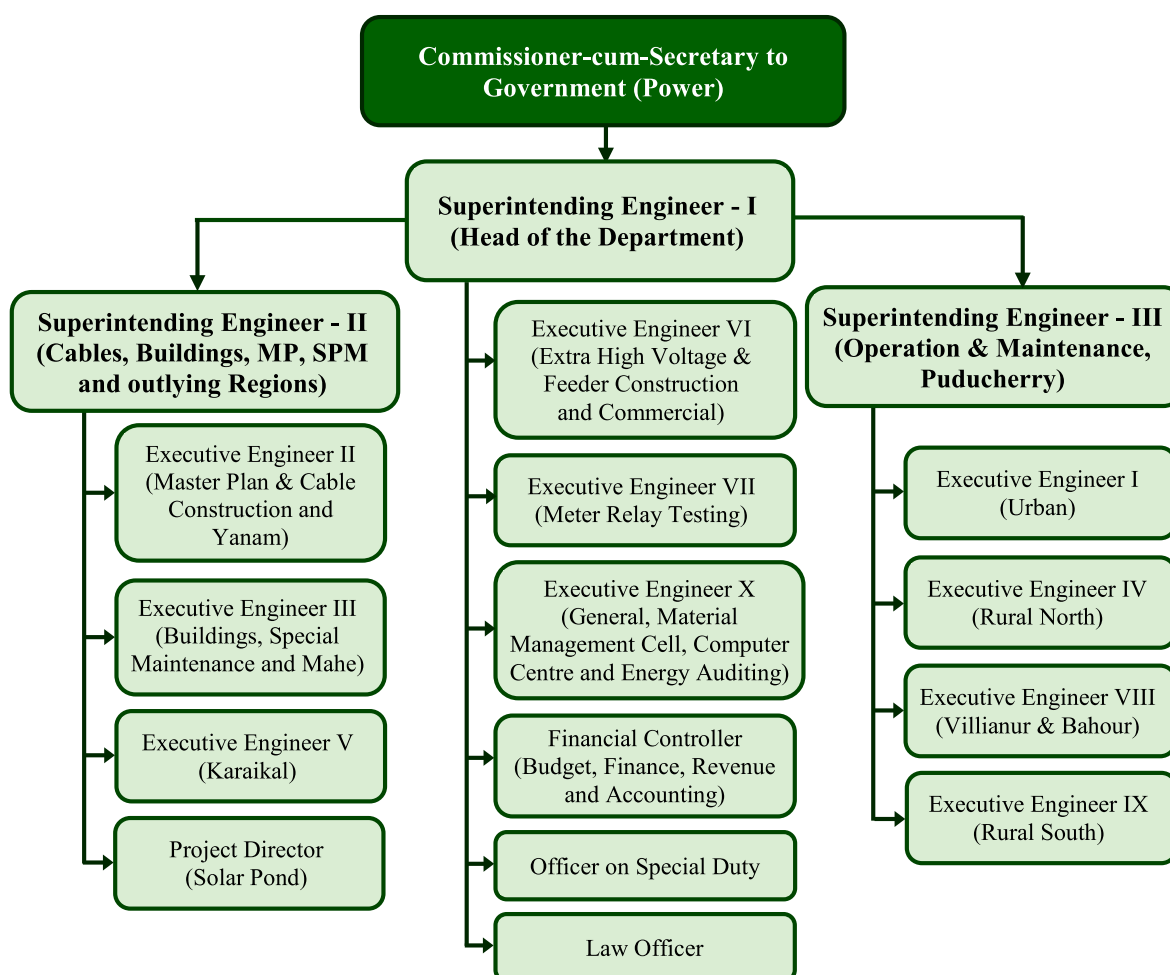 Commissioner-cum-Secretary to
Government (Power)
Superintending Engineer - I
(Head of the Department)
Superintending Engineer - II
(Cables, Buildings, MP, SPM
and outlying Regions)
Executive Engineer II
(Master Plan & Cable
Construction and
Yanam)
Executive Engineer III
(Buildings, Special
Maintenance and Mahe)
Executive Engineer V
(Karaikal)
Project Director
(Solar Pond)
Executive Engineer VI
(Extra High Voltage &
Feeder Construction
and Commercial)
Executive Engineer VII
(Meter Relay Testing)
Executive Engineer X
(General, Material
Management Cell, Computer
Centre and Energy Auditing)
Financial Controller
(Budget, Finance, Revenue
and Accounting)
Officer on Special Duty
Law Officer
Superintending Engineer - III
(Operation & Maintenance,
Puducherry)
Executive Engineer I
(Urban)
Executive Engineer IV
(Rural North)
Executive Engineer VIII
(Villianur & Bahour)
Executive Engineer IX
(Rural South)